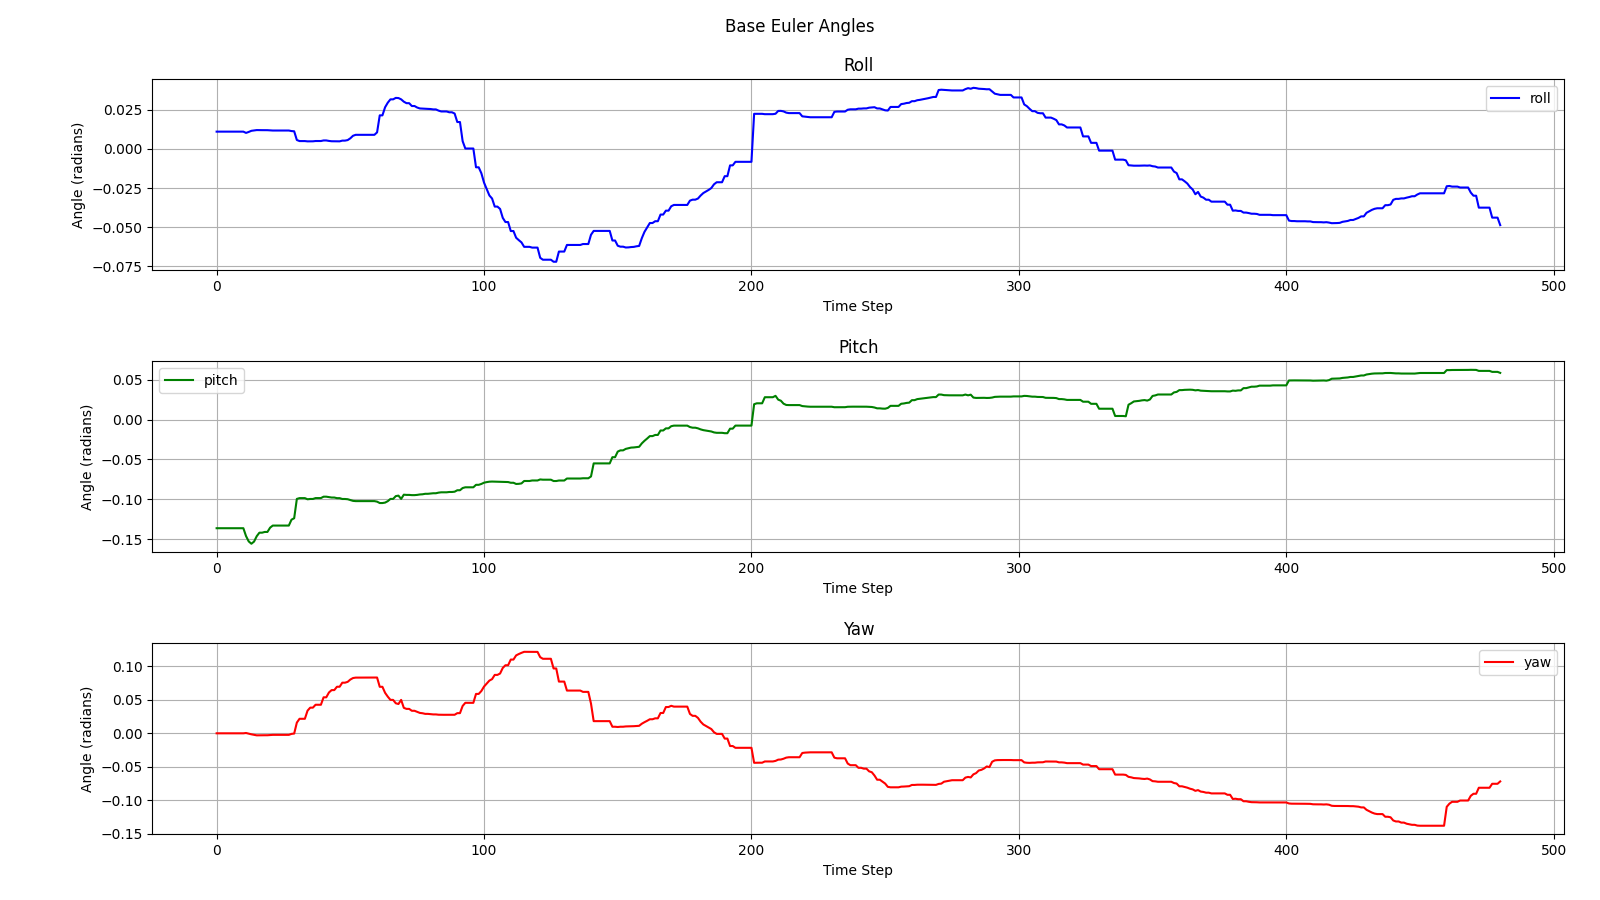 Base Euler Angles
Roll
Angle (radians)
0.025
0.000
−0.025
−0.050
−0.075
roll
0 100 200 300 400 500
Time Step
Pitch
Angle (radians)
0.05
0.00
−0.05
−0.10
−0.15
pitch
0 100 200 300 400 500
Time Step
Yaw
Angle (radians)
0.10
0.05
0.00
−0.05
−0.10
−0.15
yaw
0 100 200 300 400 500
Time Step